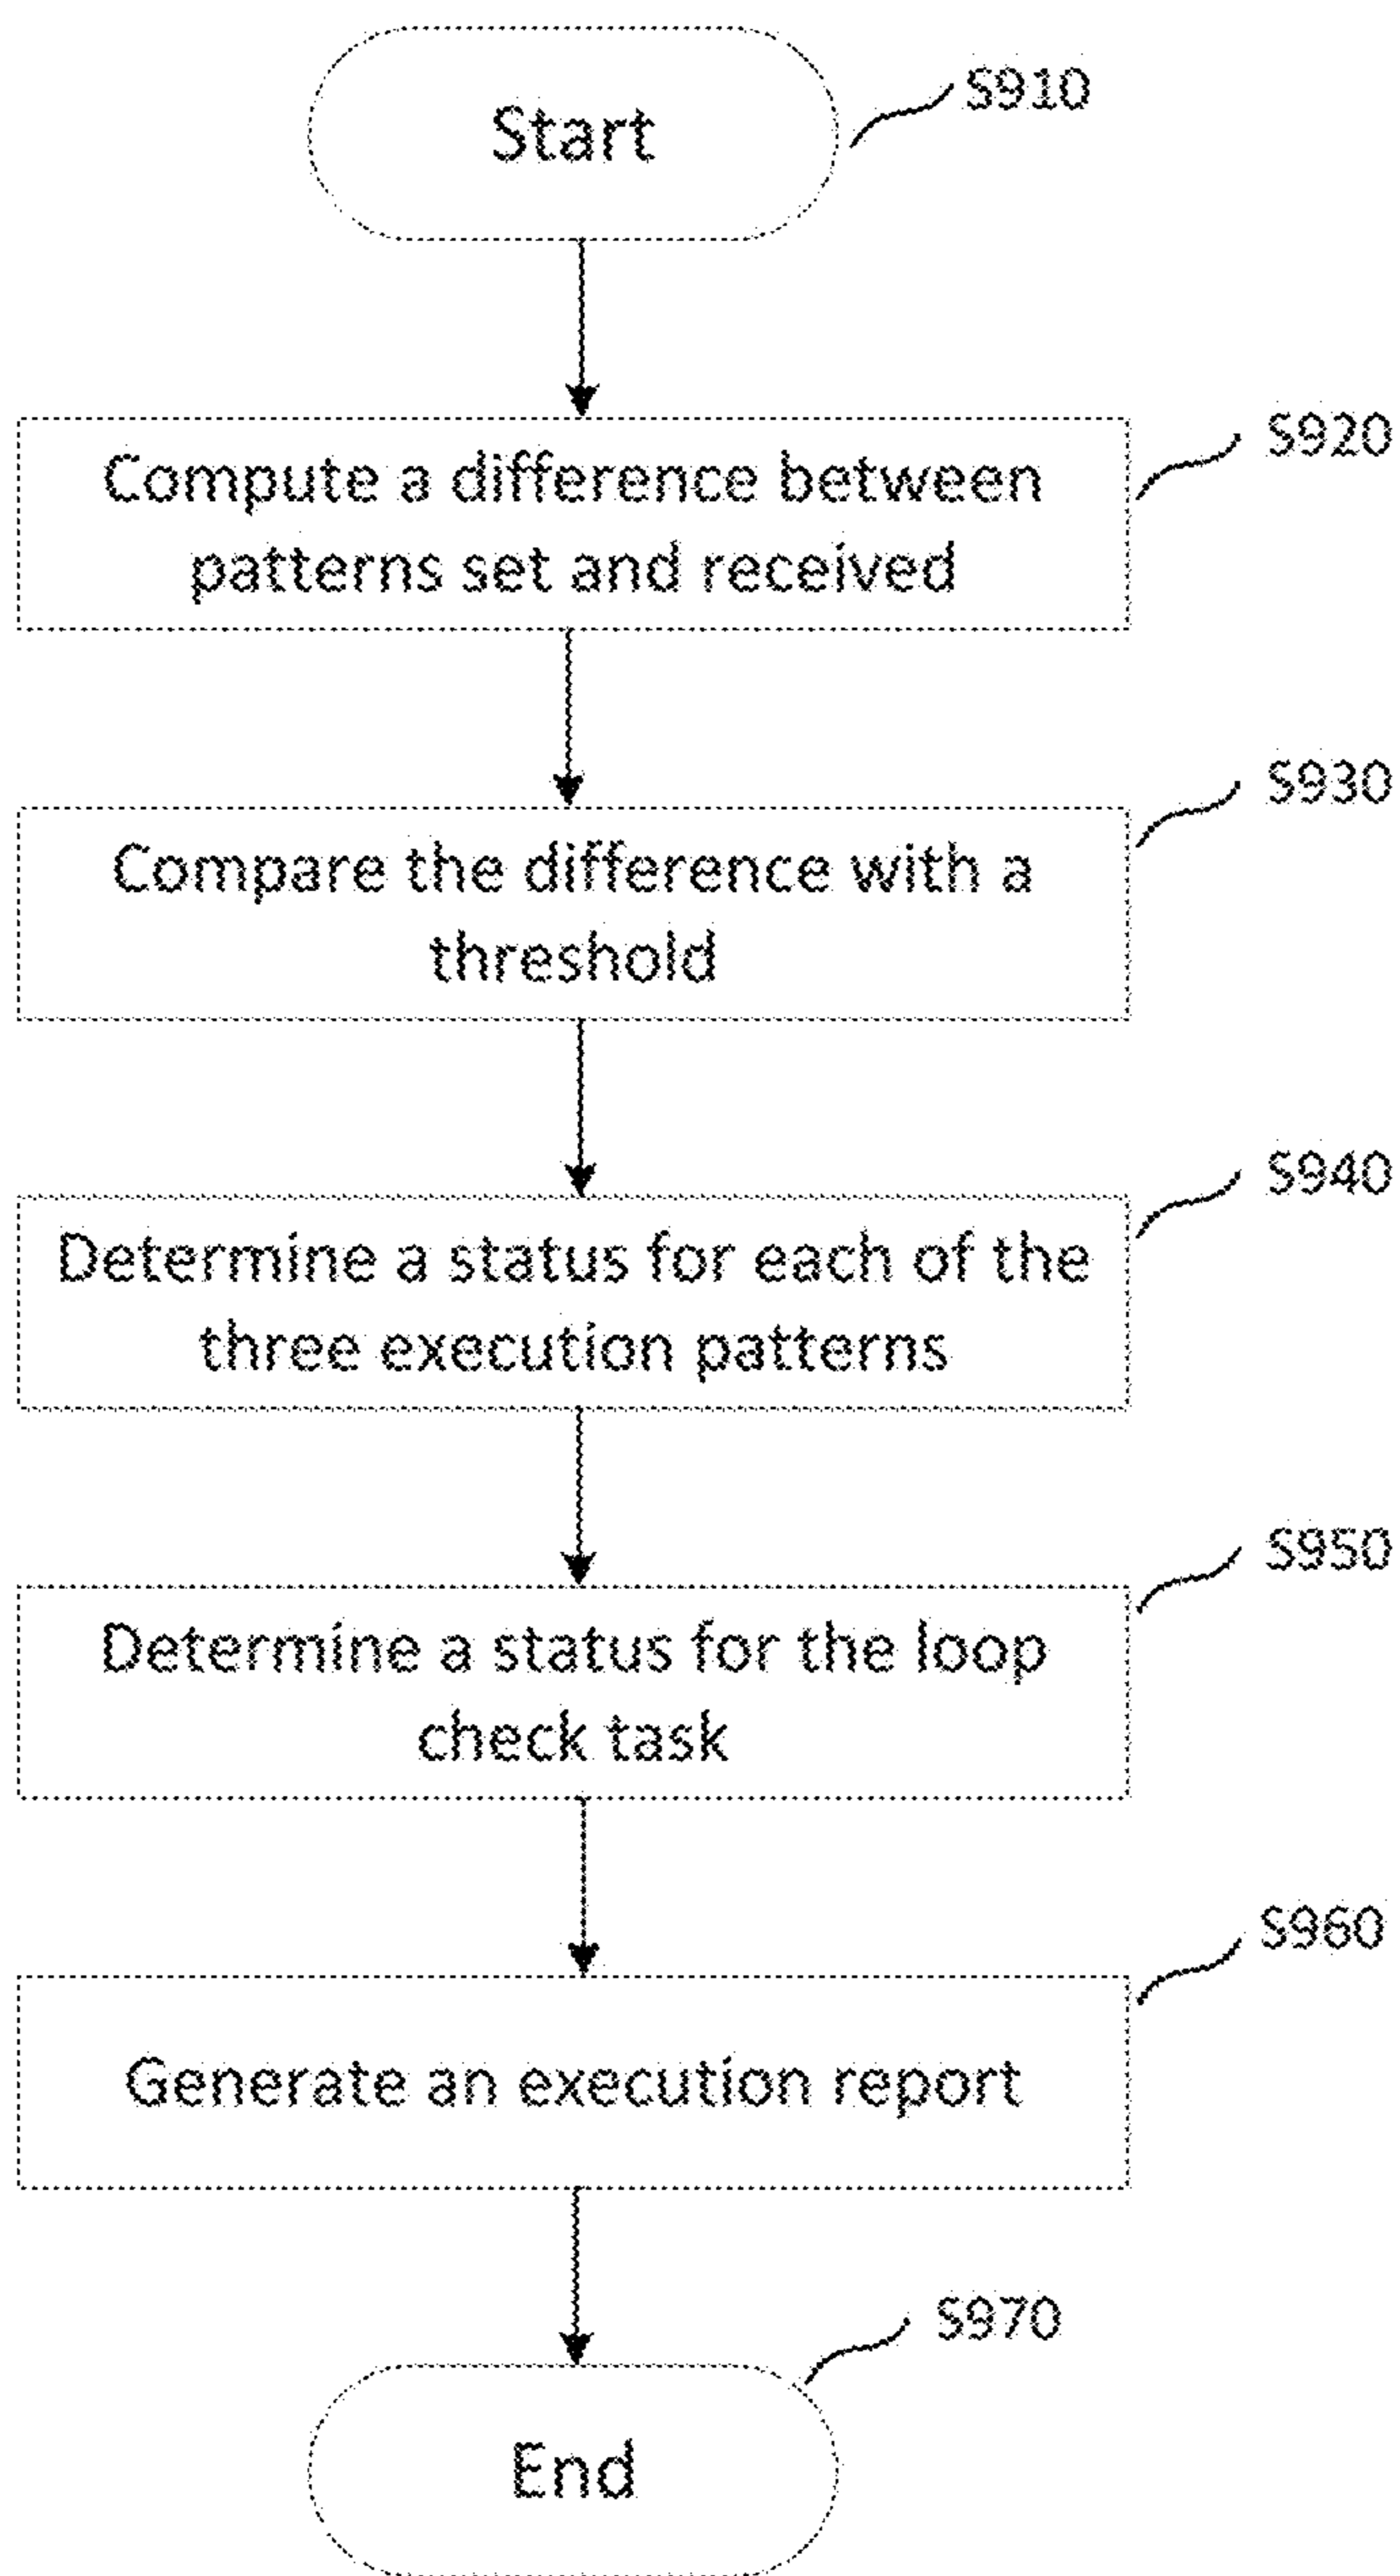 Start
S910
Compute a difference between
patterns set and received
S920
Compare the difference with a
threshold
S930
Determine a status for each of the
three execution patterns
S940
Determine a status for the loop
check task
S950
Generate an execution report
S960
End
S970